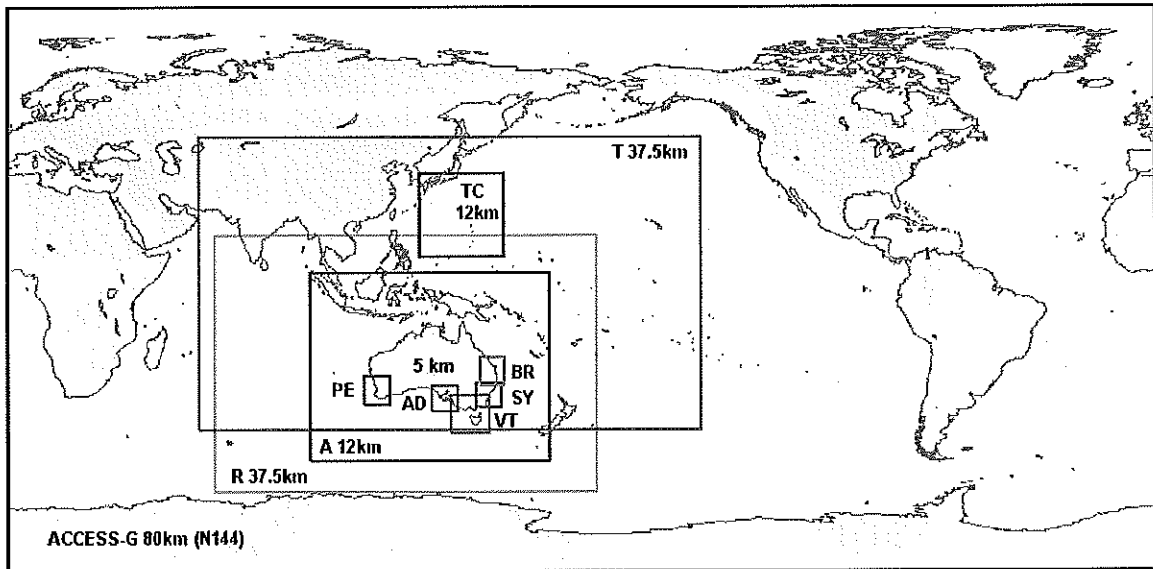 T 37.5km
TC
12km
5 km
BR
PE
AD
SY
VT
A 12km
R 37.5km
ACCESS-G 80km (N144)